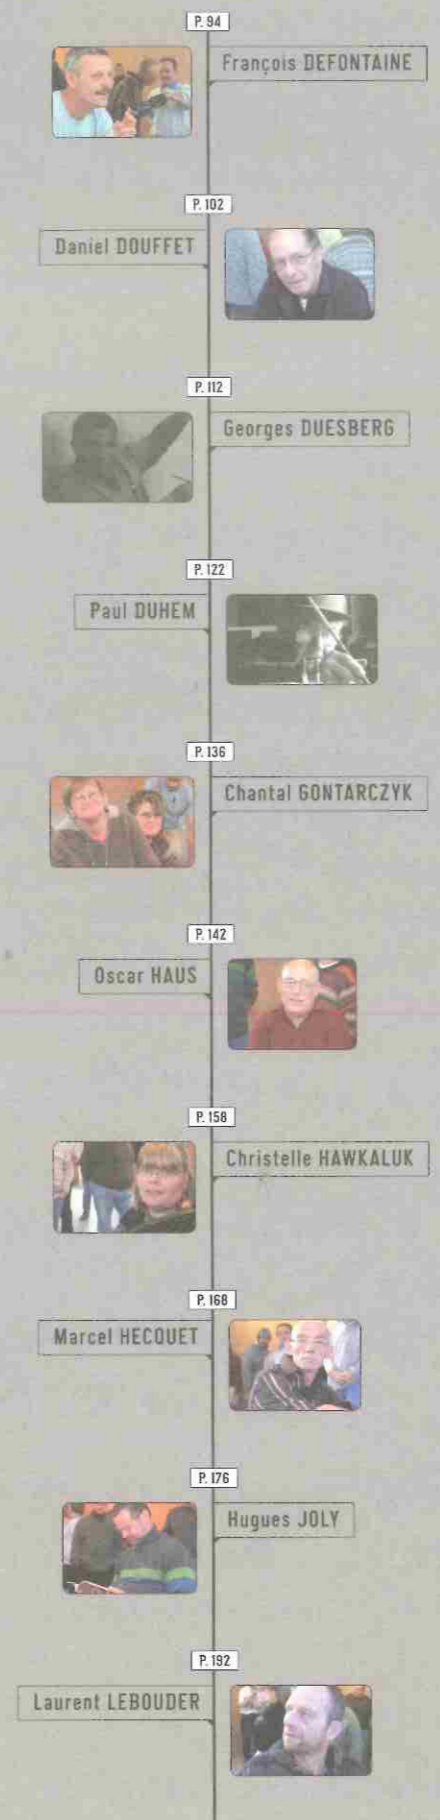 P. 94
François DEFONTAINE
P. 102
Daniel DOUFFET
P. 112
Georges DUESBERG
P. 122
Paul DUHEM
P. 136
Chantal GONTARCZYK
P. 142
Oscar HAUS
P. 158
Christelle HAWKALUK
P. 168
Marcel HECQUET
P. 176
Hugues JOLY
P. 192
Laurent LEBOUDER